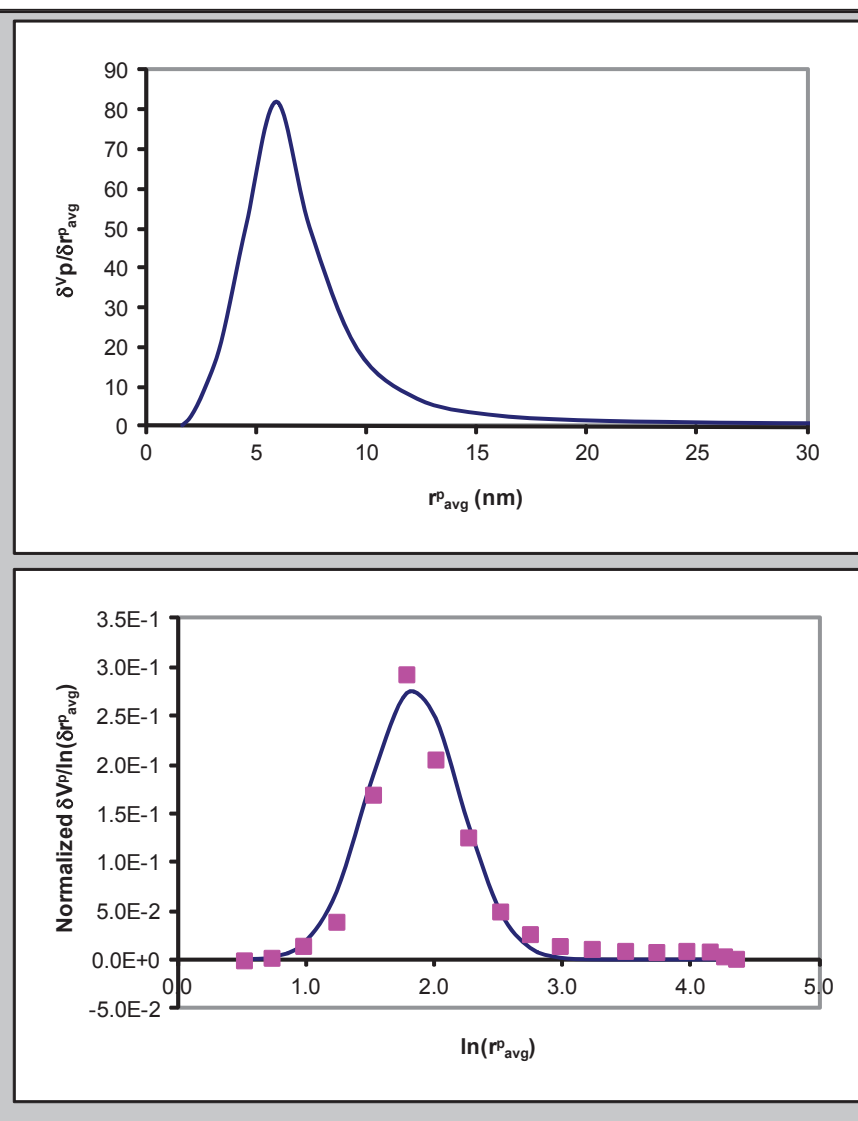 90
80
70
60
50
40
30
20
10
0
δVp/δrpavg
0 5 10 15 20 25 30
rpavg (nm)
3.5E-1
3.0E-1
2.5E-1
2.0E-1
1.5E-1
1.0E-1
5.0E-2
0.0E+0
-5.0E-2
Normalized δVp/ln(δrpavg)
0.0 1.0 2.0 3.0 4.0 5.0
ln(rpavg)